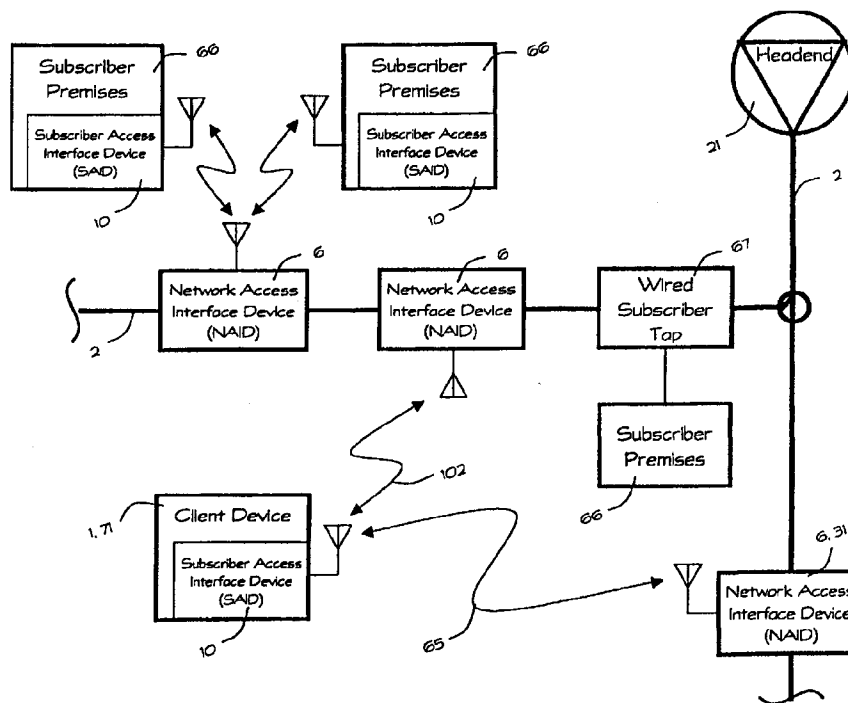 66
Subscriber
Premises
Subscriber Access
Interface Device
(SAID)
10
66
Subscriber
Premises
Subscriber Access
Interface Device
(SAID)
10
Headend
21
2
6
Network Access
Interface Device
(NAID)
2
6
Network Access
Interface Device
(NAID)
67
Wired
Subscriber
Tap
Subscriber
Premises
66
102
1, 71
Client Device
Subscriber Access
Interface Device
(SAID)
10
65
6, 31
Network Access
Interface Device
(NAID)